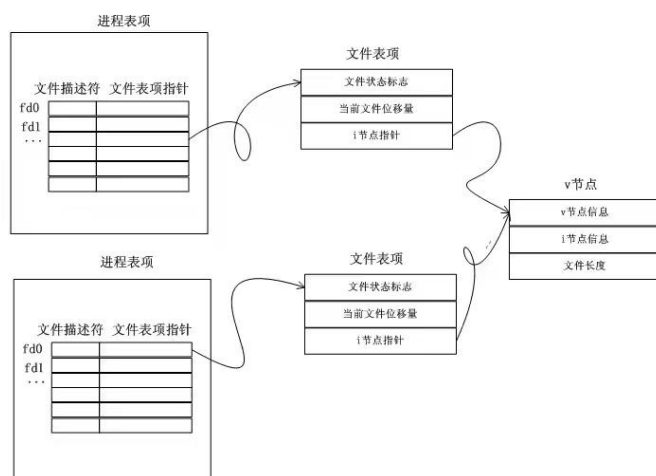 进程表项
文件描述符 文件表项指针
fd0
fd1
...
文件表项
文件状态标志
当前文件位移量
i节点指针
v节点
v节点信息
i节点信息
文件长度
进程表项
文件描述符 文件表项指针
fd0
fd1
...
文件表项
文件状态标志
当前文件位移量
i节点指针